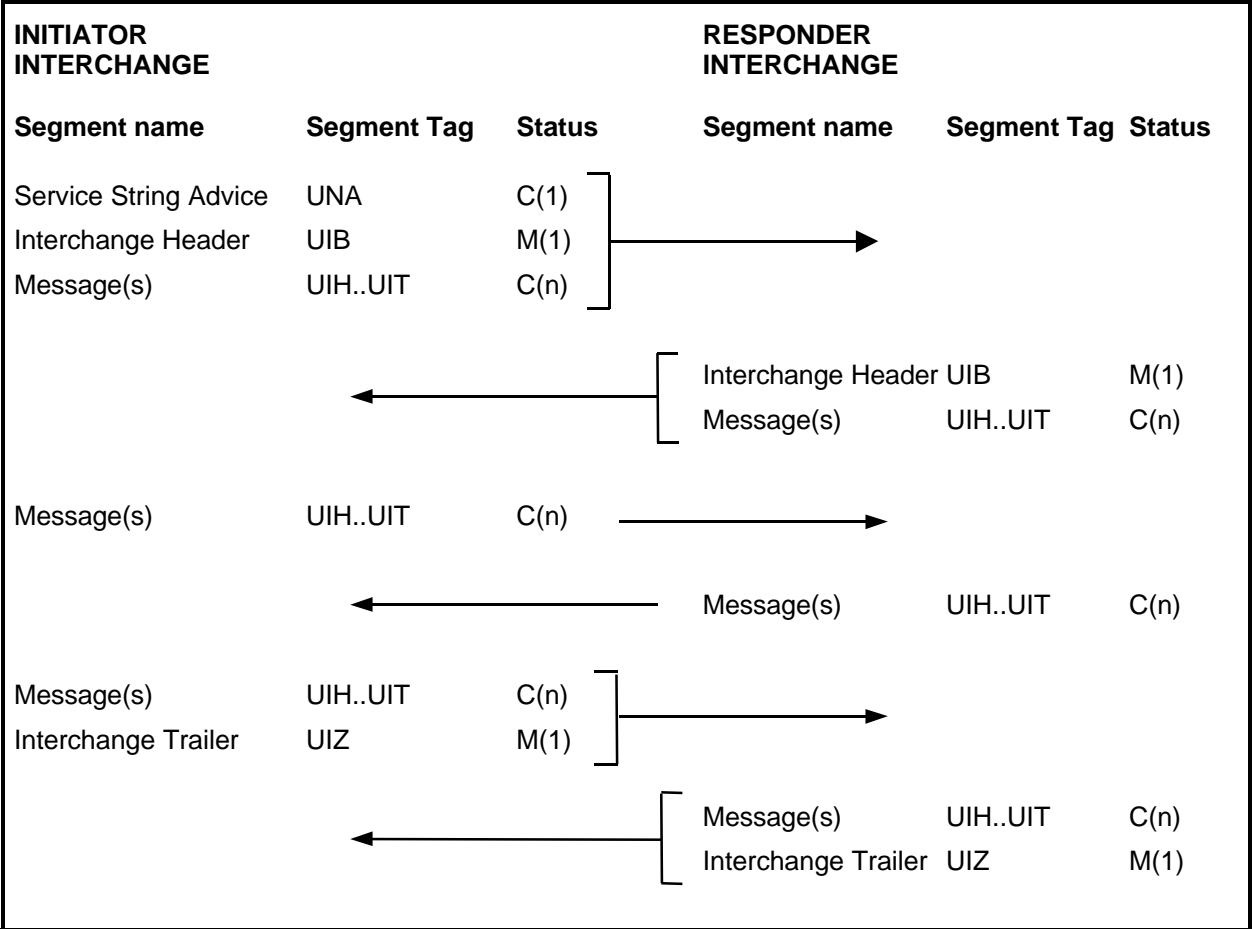 INITIATOR RESPONDER
INTERCHANGE INTERCHANGE
Segment name Segment Tag Status Segment name Segment Tag Status
Service String Advice UNA C(1)
Interchange Header UIB M(1)
Message(s) UIH..UIT C(n)
Interchange Header UIB M(1)
Message(s) UIH..UIT C(n)
Message(s) UIH..UIT C(n)
Message(s) UIH..UIT C(n)
Message(s) UIH..UIT C(n)
Interchange Trailer UIZ M(1)
Message(s) UIH..UIT C(n)
Interchange Trailer UIZ M(1)